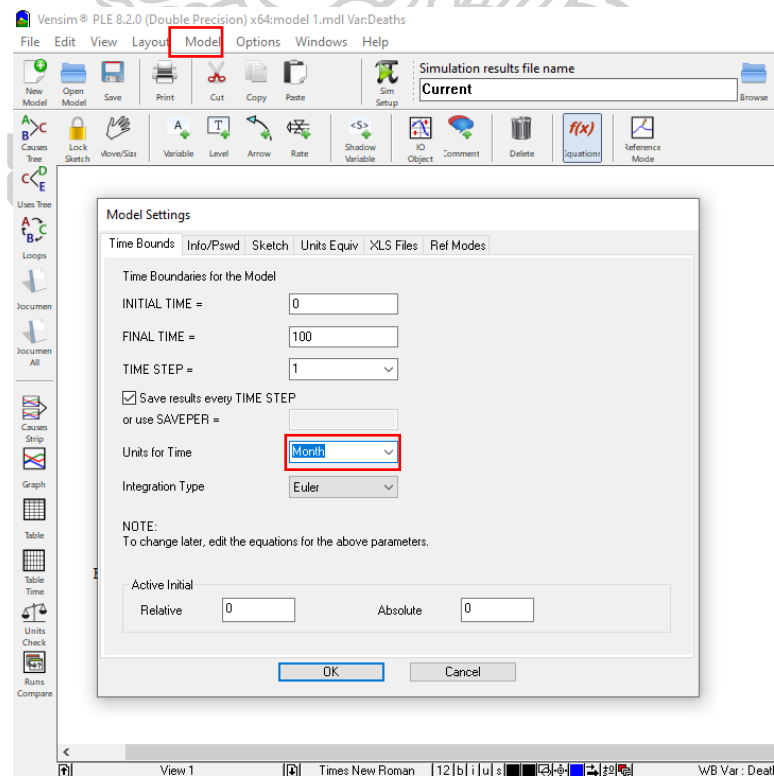 Vensim® PLE 8.2.0 (Double Precision) x64:model 1.mdl Var:Deaths
File Edit View Layout Model Options Windows Help
New Model
Open Model
Save
Print
Cut
Copy
Paste
Sim Setup
Simulation results file name
Current
Browse
Causes Tree
Lock Sketch
Move/Size
Variable
Level
Arrow
Rate
<S>
Shadow Variable
IO Object
Comment
Delete
f(x)
Equations
Reference Mode
Uses Tree
Loops
Documen
Documen All
Causes Strip
Graph
Table
Table Time
Units Check
Runs Compare
Model Settings
Time Bounds Info/Pswd Sketch Units Equiv XLS Files Ref Modes
Time Boundaries for the Model
INITIAL TIME = 0
FINAL TIME = 100
TIME STEP = 1
Save results every TIME STEP
or use SAVEPER =
Units for Time Month
Integration Type Euler
NOTE:
To change later, edit the equations for the above parameters.
Active Initial
Relative 0 Absolute 0
OK Cancel
View 1 Times New Roman 12 b i u s WB Var : Deat